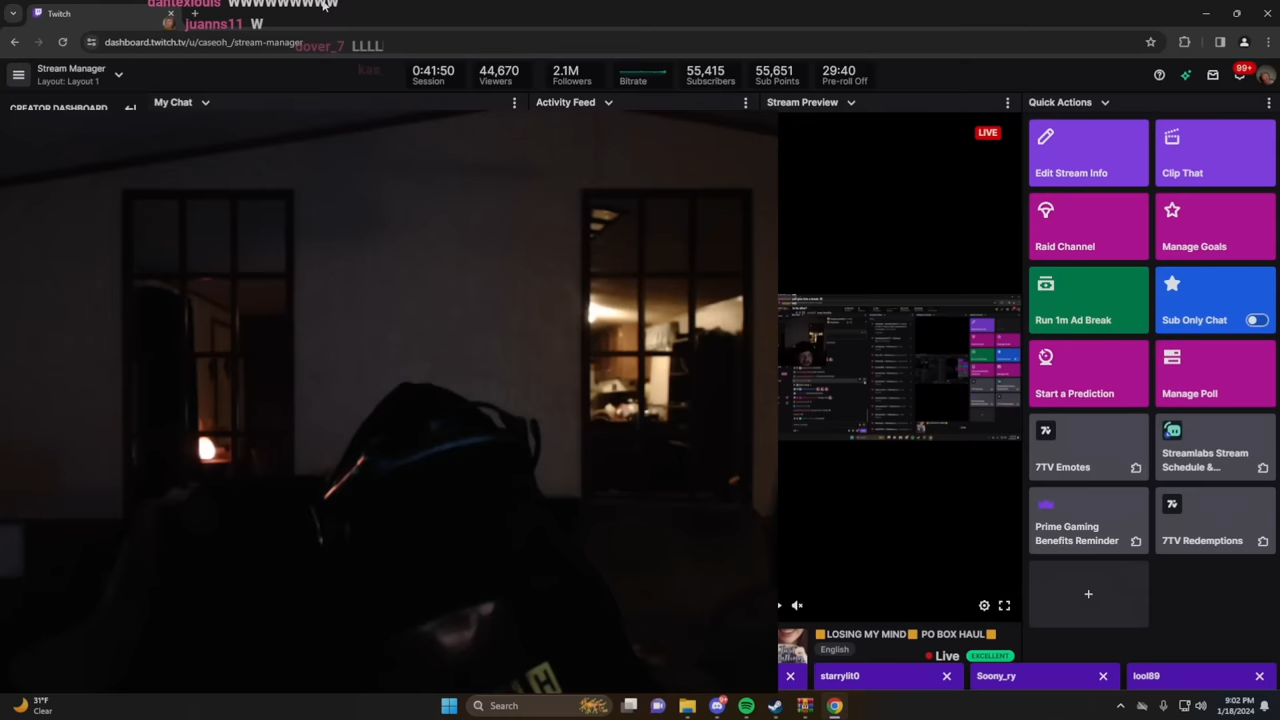 dantexlouis WWWWWWWWW
Twitch
juanns11 W
dashboard.twitch.tv/u/caseoh_/stream-manager
dover_7 LLLL
kas
Stream Manager
Layout: Layout 1
0:41:50
Session
44,670
Viewers
2.1M
Followers
Bitrate
55,415
Subscribers
55,651
Sub Points
29:40
Pre-roll Off
99+
CREATOR DASHBOARD
My Chat
Activity Feed
Stream Preview
Quick Actions
LIVE
Edit Stream Info
Clip That
Raid Channel
Manage Goals
Run 1m Ad Break
Sub Only Chat
Start a Prediction
Manage Poll
7TV Emotes
Streamlabs Stream
Schedule &...
Prime Gaming
Benefits Reminder
7TV Redemptions
🟧LOSING MY MIND🟧 PO BOX HAUL🟧
English
Live
EXCELLENT
starrylit0
Soony_ry
lool89
31°F
Clear
Search
9:02 PM
1/18/2024